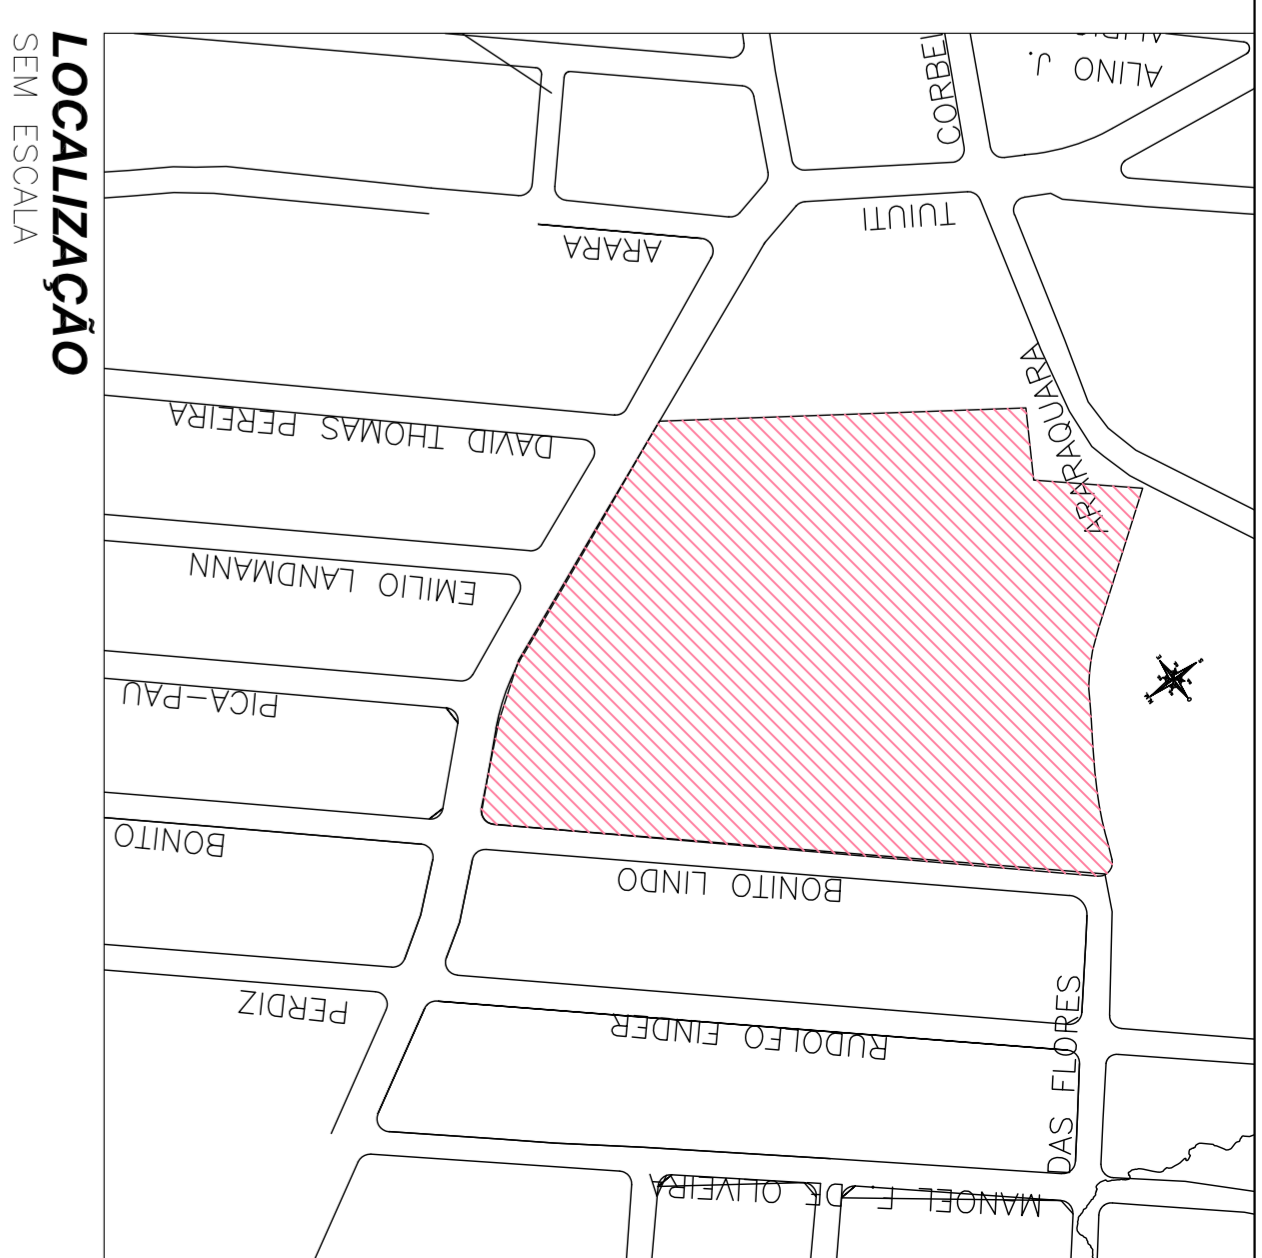 LOCALIZAÇÃO
SEM ESCALA
CORBEL
ALINO J.
TUIUTI
ARARA
ARARAQUARA
DAVID THOMAS PEREIRA
EMILIO LANDMANN
PICA-PAU
BONITO
BONITO LINDO
PERDIZ
RUDOLFO FINDER
DAS FLORES
MANOEL F. DE OLIVEIRA